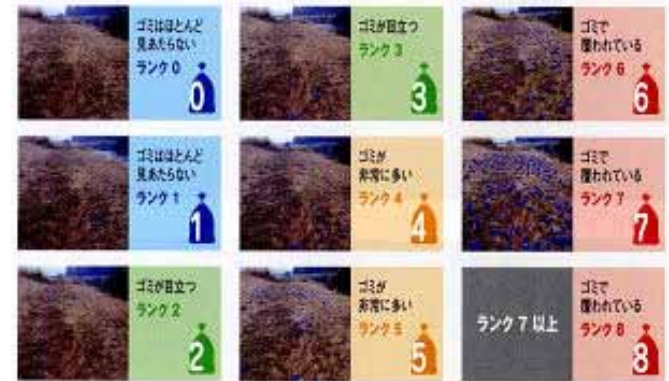 ゴミはほとんど
見あたらない
ランク 0
0
ゴミはほとんど
見あたらない
ランク 1
1
ゴミが目立つ
ランク 2
2
ゴミが目立つ
ランク 3
3
ゴミが
非常に多い
ランク 4
4
ゴミが
非常に多い
ランク 5
5
ゴミで
覆われている
ランク 6
6
ゴミで
覆われている
ランク 7
7
ランク 7 以上
ゴミで
覆われている
ランク 8
8